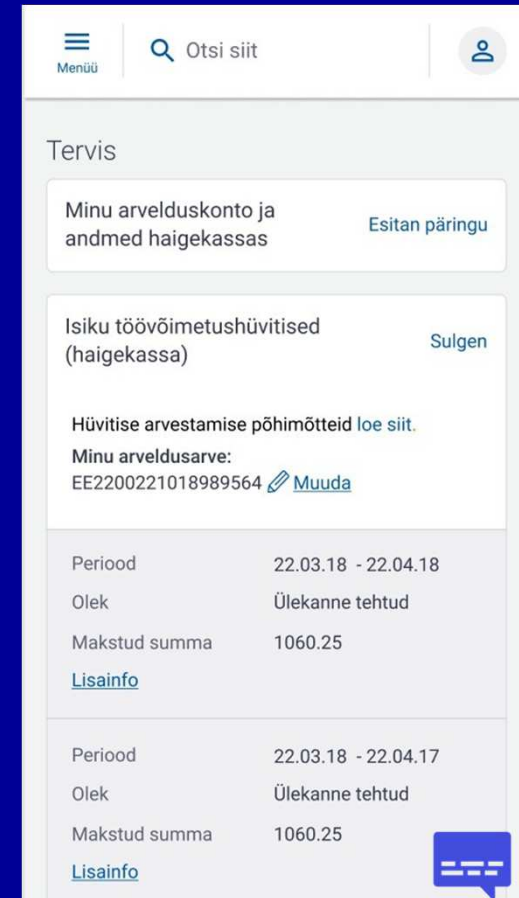 Menüü
Otsi siit
Tervis
Minu arvelduskonto ja
andmed haigekassas
Esitan päringu
Isiku töövõimetushüvitised
(haigekassa)
Sulgen
Hüvitise arvestamise põhimõtteid loe siit.
Minu arveldusarve:
EE2200221018989564 Muuda
Periood 22.03.18 - 22.04.18
Olek Ülekanne tehtud
Makstud summa 1060.25
Lisainfo
Periood 22.03.18 - 22.04.17
Olek Ülekanne tehtud
Makstud summa 1060.25
Lisainfo